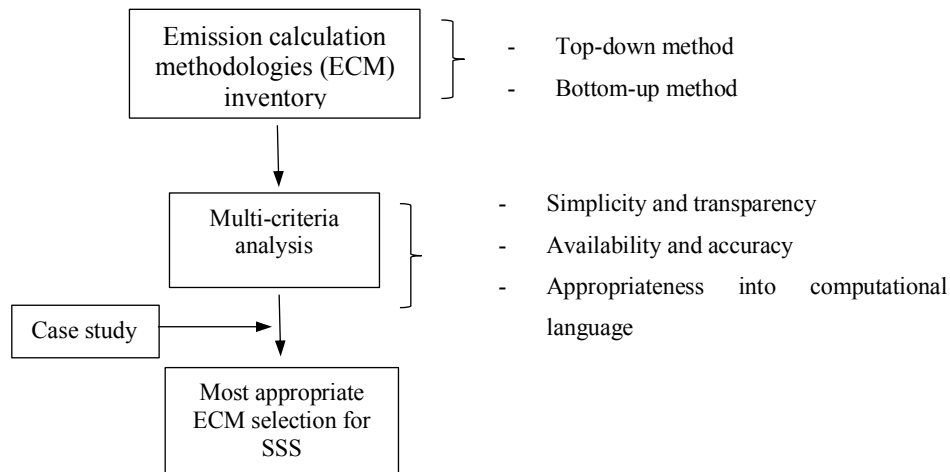 Emission calculation
methodologies (ECM)
inventory
- Top-down method
- Bottom-up method
Multi-criteria
analysis
- Simplicity and transparency
- Availability and accuracy
- Appropriateness into computational
language
Case study
Most appropriate
ECM selection for
SSS